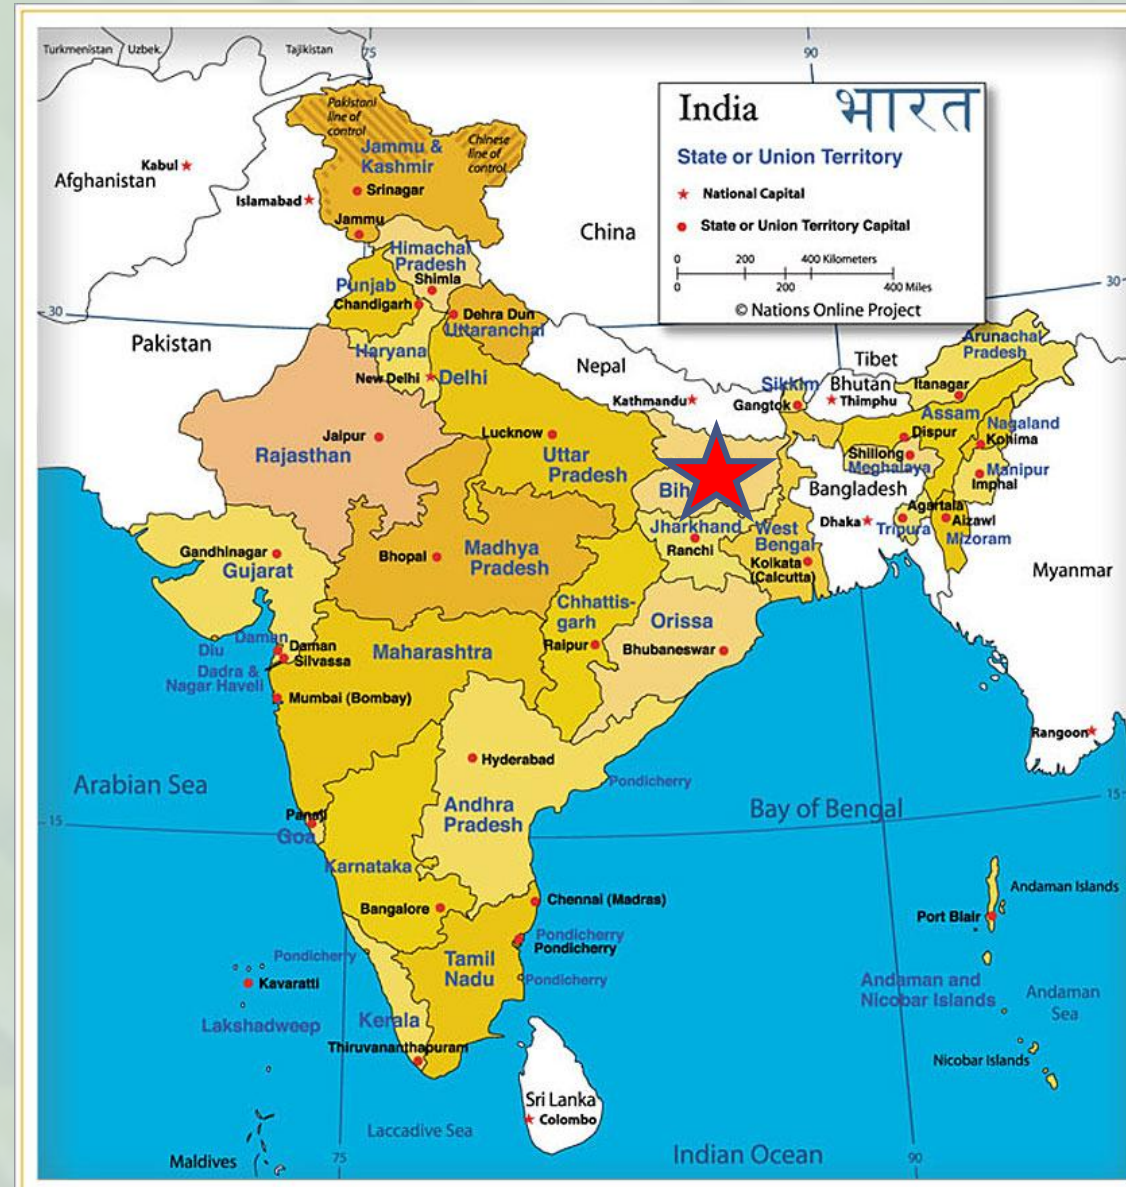 Turkmenistan
Uzbek.
Tajikistan
75
90
India
भारत
State or Union Territory
National Capital
State or Union Territory Capital
0 200 400 Kilometers
0 200 400 Miles
© Nations Online Project
Pakistani
line of
control
Chinese
line of
control
Jammu &
Kashmir
Srinagar
Kabul
Afghanistan
Islamabad
Jammu
China
Himachal
Pradesh
Shimla
Punjab
Chandigarh
30
30
Dehra Dun
Uttaranchal
Pakistan
Haryana
New Delhi
Delhi
Nepal
Kathmandu
Tibet
Sikkim
Gangtok
Bhutan
Thimphu
Arunachal
Pradesh
Itanagar
Assam
Dispur
Nagaland
Kohima
Shillong
Meghalaya
Manipur
Imphal
Jaipur
Rajasthan
Lucknow
Uttar
Pradesh
Bih
Bangladesh
Dhaka
Agartala
Tripura
Aizawl
Mizoram
Myanmar
Jharkhand
Ranchi
West
Bengal
Kolkata
(Calcutta)
Gandhinagar
Gujarat
Bhopal
Madhya
Pradesh
Chhattis-
garh
Raipur
Orissa
Bhubaneswar
Daman
Diu
Daman
Silvassa
Dadra &
Nagar Haveli
Maharashtra
Mumbai (Bombay)
Rangoon
Hyderabad
Andhra
Pradesh
Pondicherry
Arabian Sea
Bay of Bengal
15
15
Panaji
Goa
Karnataka
Bangalore
Chennai (Madras)
Andaman Islands
Port Blair
Pondicherry
Pondicherry
Pondicherry
Tamil
Nadu
Pondicherry
Kavaratti
Lakshadweep
Kerala
Thiruvananthapuram
Andaman and
Nicobar Islands
Andaman
Sea
Nicobar Islands
Sri Lanka
Colombo
Laccadive Sea
Maldives
75
Indian Ocean
90